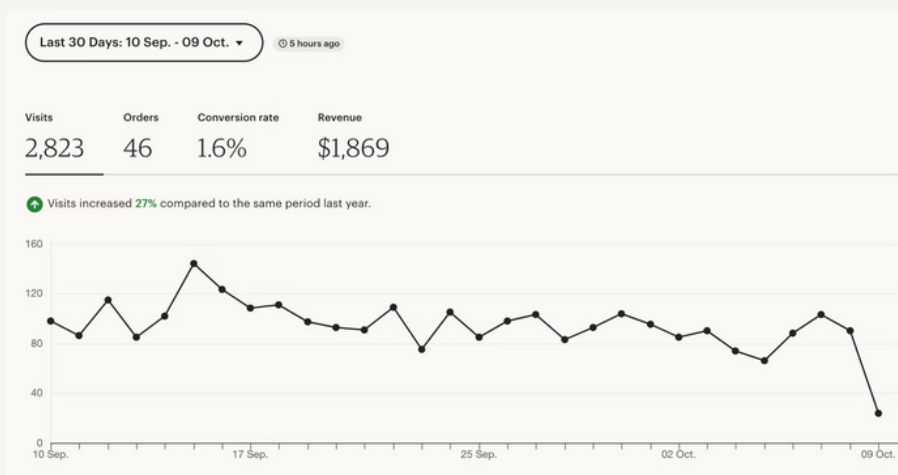 Last 30 Days: 10 Sep. - 09 Oct.
5 hours ago
Visits Orders Conversion rate Revenue
2,823 46 1.6% $1,869
Visits increased 27% compared to the same period last year.
160
120
80
40
0
10 Sep. 17 Sep. 25 Sep. 02 Oct. 09 Oct.